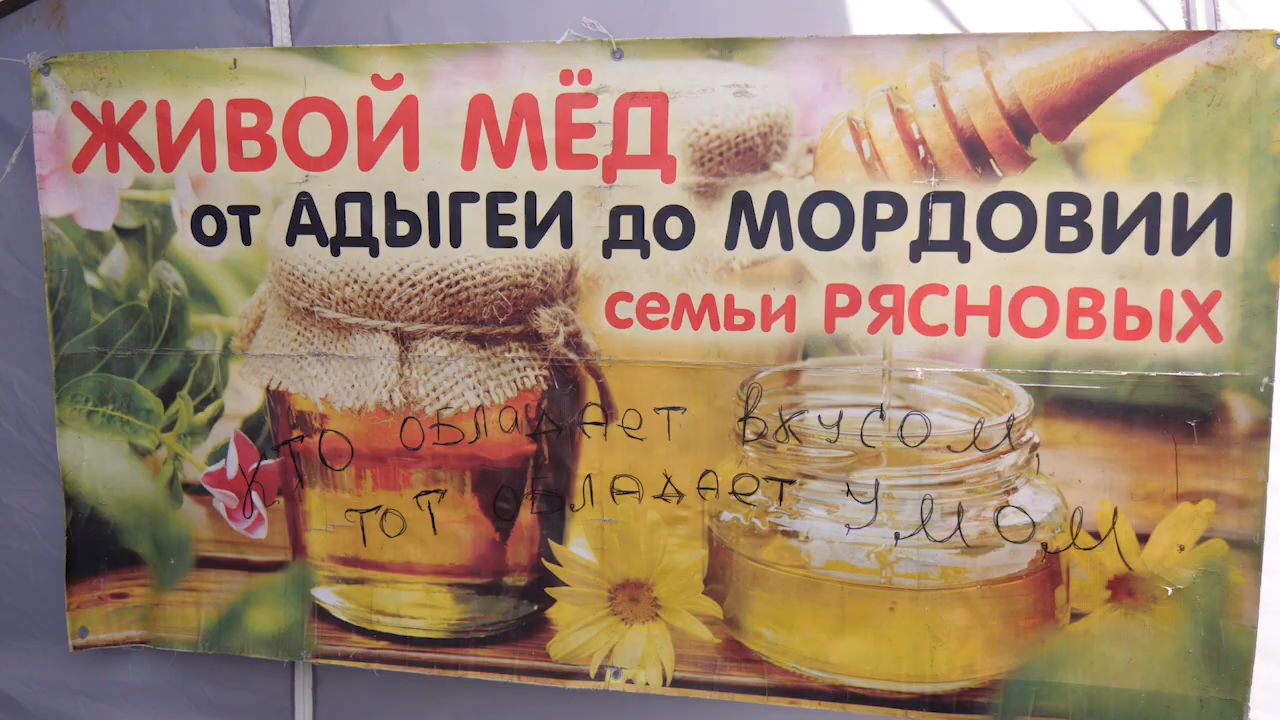 ЖИВОЙ МЁД
от АДЫГЕИ до МОРДОВИИ
семьи РЯСНОВЫХ
кто обладает вкусом
тот обладает умом